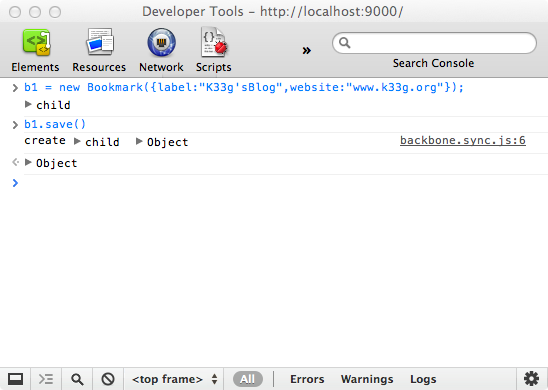 Developer Tools – http://localhost:9000/
Elements Resources Network Scripts » Search Console
> b1 = new Bookmark({label:"K33g'sBlog",website:"www.k33g.org"});
▶ child
> b1.save()
create ▶ child ▶ Object backbone.sync.js:6
▶ Object
>
<top frame> All Errors Warnings Logs